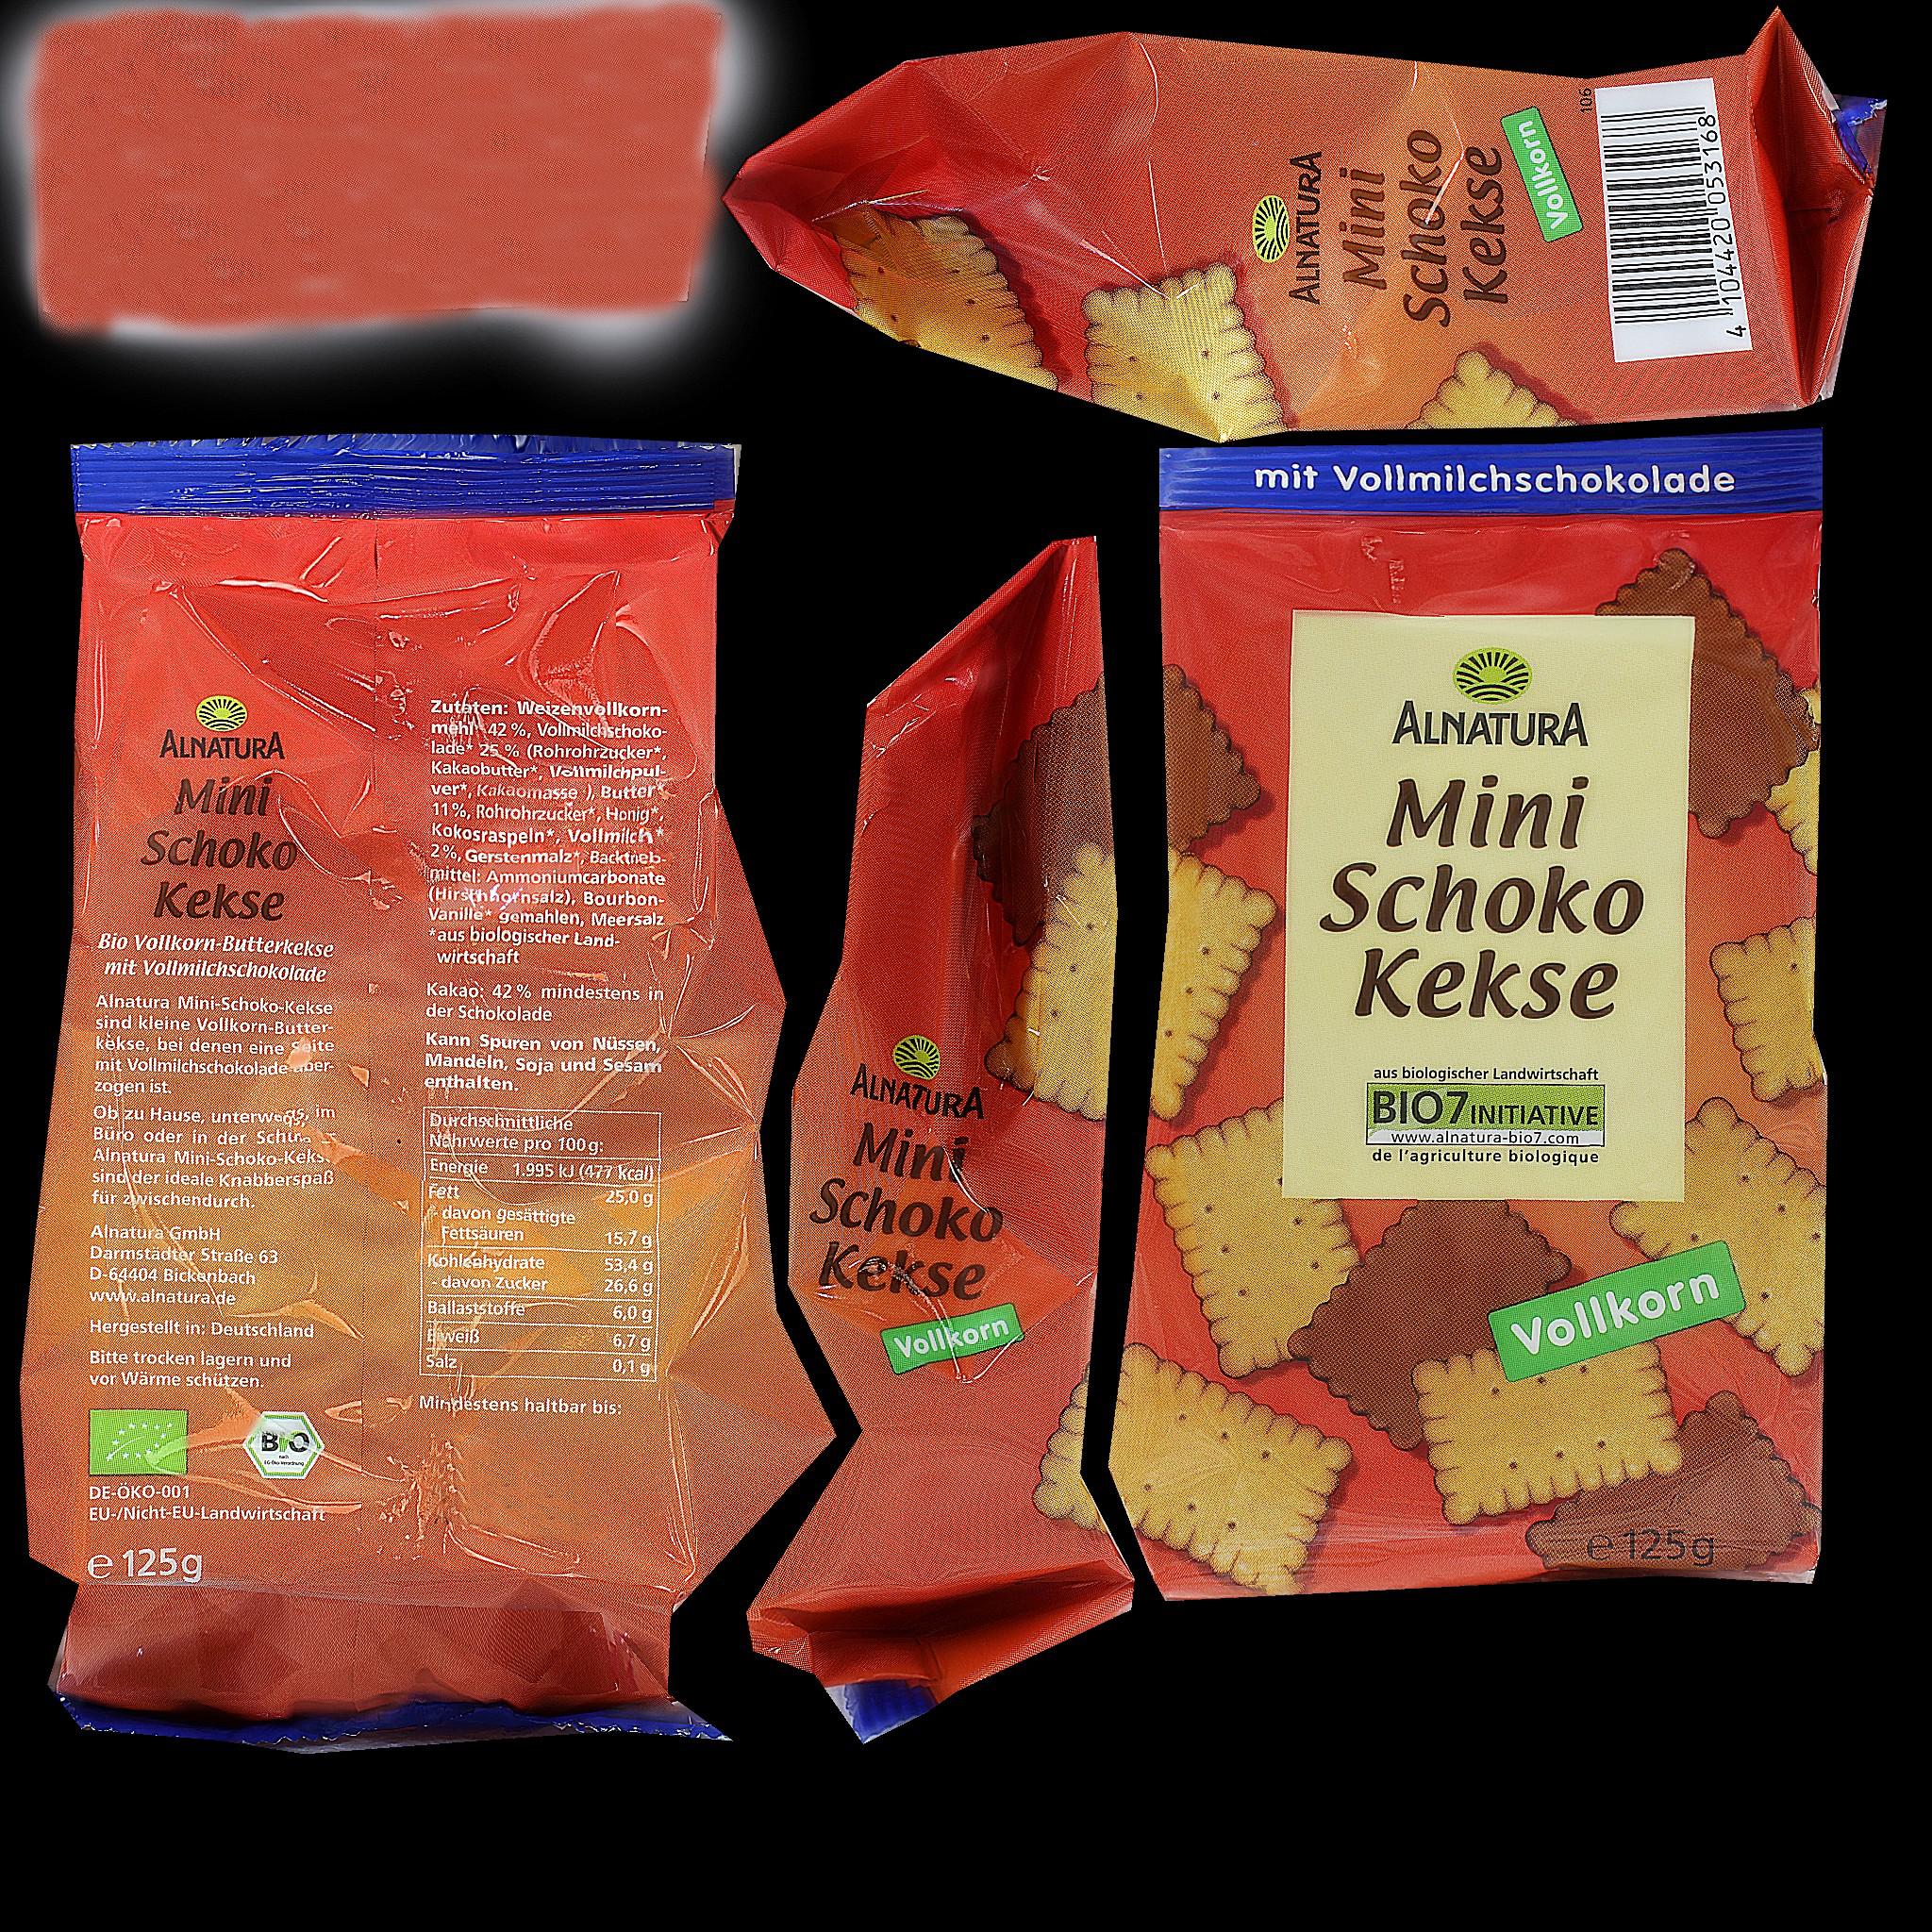 ALNATURA
Mini
Schoko
Kekse
Vollkorn
106
4 104420 053168
ALNATURA
Mini
Schoko
Kekse
Bio Vollkorn-Butterkekse
mit Vollmilchschokolade
Alnatura Mini-Schoko-Kekse
sind kleine Vollkorn-Butter-
kekse, bei denen eine Seite
mit Vollmilchschokolade über-
zogen ist.
Ob zu Hause, unterwegs, im
Büro oder in der Schule
Alnatura Mini-Schoko-Kekse
sind der ideale Knabberspaß
für zwischendurch.
Alnatura GmbH
Darmstädter Straße 63
D-64404 Bickenbach
www.alnatura.de
Hergestellt in: Deutschland
Bitte trocken lagern und
vor Wärme schützen.
BIO
nach
EG-Öko-Verordnung
DE-ÖKO-001
EU-/Nicht-EU-Landwirtschaft
e 125g
Zutaten: Weizenvollkorn-
mehl* 42 %, Vollmilchschoko-
lade* 25 % (Rohrohrzucker*,
Kakaobutter*, Vollmilchpul-
ver*, Kakaomasse*), Butter*
11%, Rohrohrzucker*, Honig*,
Kokosraspeln*, Vollmilch*
2%, Gerstenmalz*, Backtrieb-
mittel: Ammoniumcarbonate
(Hirschhornsalz), Bourbon-
Vanille* gemahlen, Meersalz
*aus biologischer Land-
wirtschaft
Kakao: 42 % mindestens in
der Schokolade
Kann Spuren von Nüssen,
Mandeln, Soja und Sesam
enthalten.
Durchschnittliche
Nährwerte pro 100 g:
Energie 1.995 kJ (477 kcal)
Fett 25,0 g
- davon gesättigte
Fettsäuren 15,7 g
Kohlenhydrate 53,4 g
- davon Zucker 26,6 g
Ballaststoffe 6,0 g
Eiweiß 6,7 g
Salz 0,1 g
Mindestens haltbar bis:
ALNATURA
Mini
Schoko
Kekse
Vollkorn
mit Vollmilchschokolade
ALNATURA
Mini
Schoko
Kekse
aus biologischer Landwirtschaft
BIO7 INITIATIVE
www.alnatura-bio7.com
de l'agriculture biologique
Vollkorn
e 125g